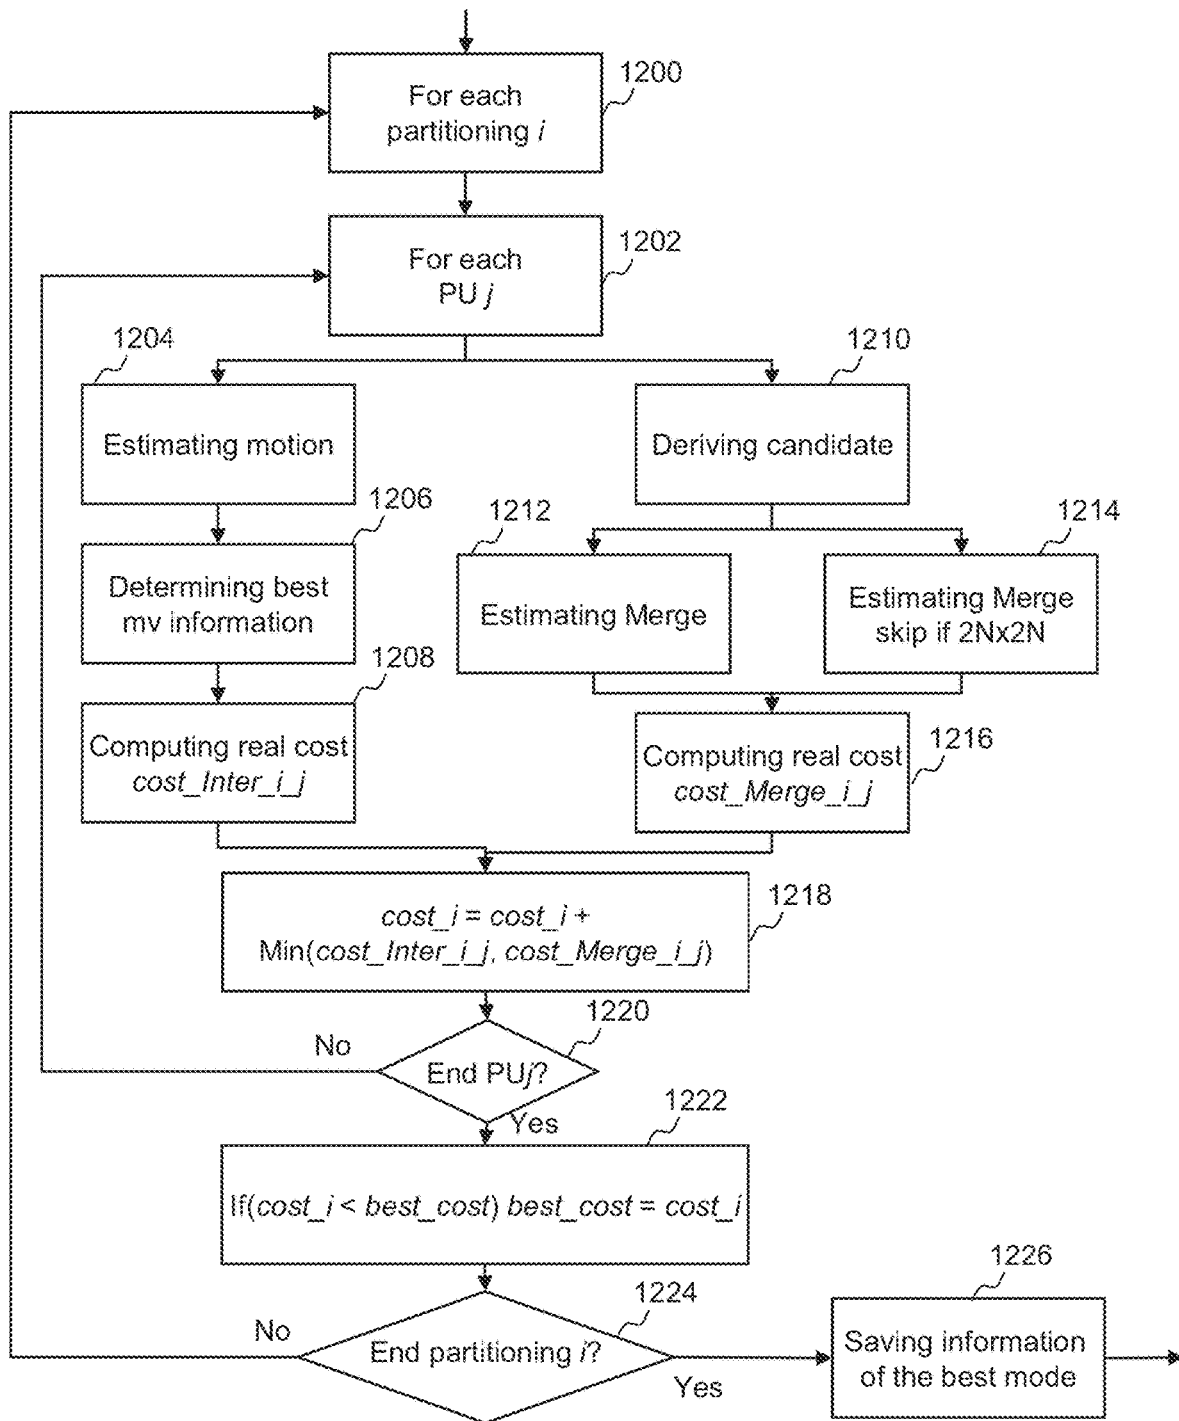 1200
For each
partitioning i
1202
For each
PU j
1204
Estimating motion
1210
Deriving candidate
1206
Determining best
mv information
1212
Estimating Merge
1214
Estimating Merge
skip if 2Nx2N
1208
Computing real cost
cost_Inter_i_j
1216
Computing real cost
cost_Merge_i_j
1218
cost_i = cost_i +
Min(cost_Inter_i_j, cost_Merge_i_j)
1220
No
End PUj?
Yes
1222
If(cost_i < best_cost) best_cost = cost_i
1224
No
End partitioning i?
Yes
1226
Saving information
of the best mode